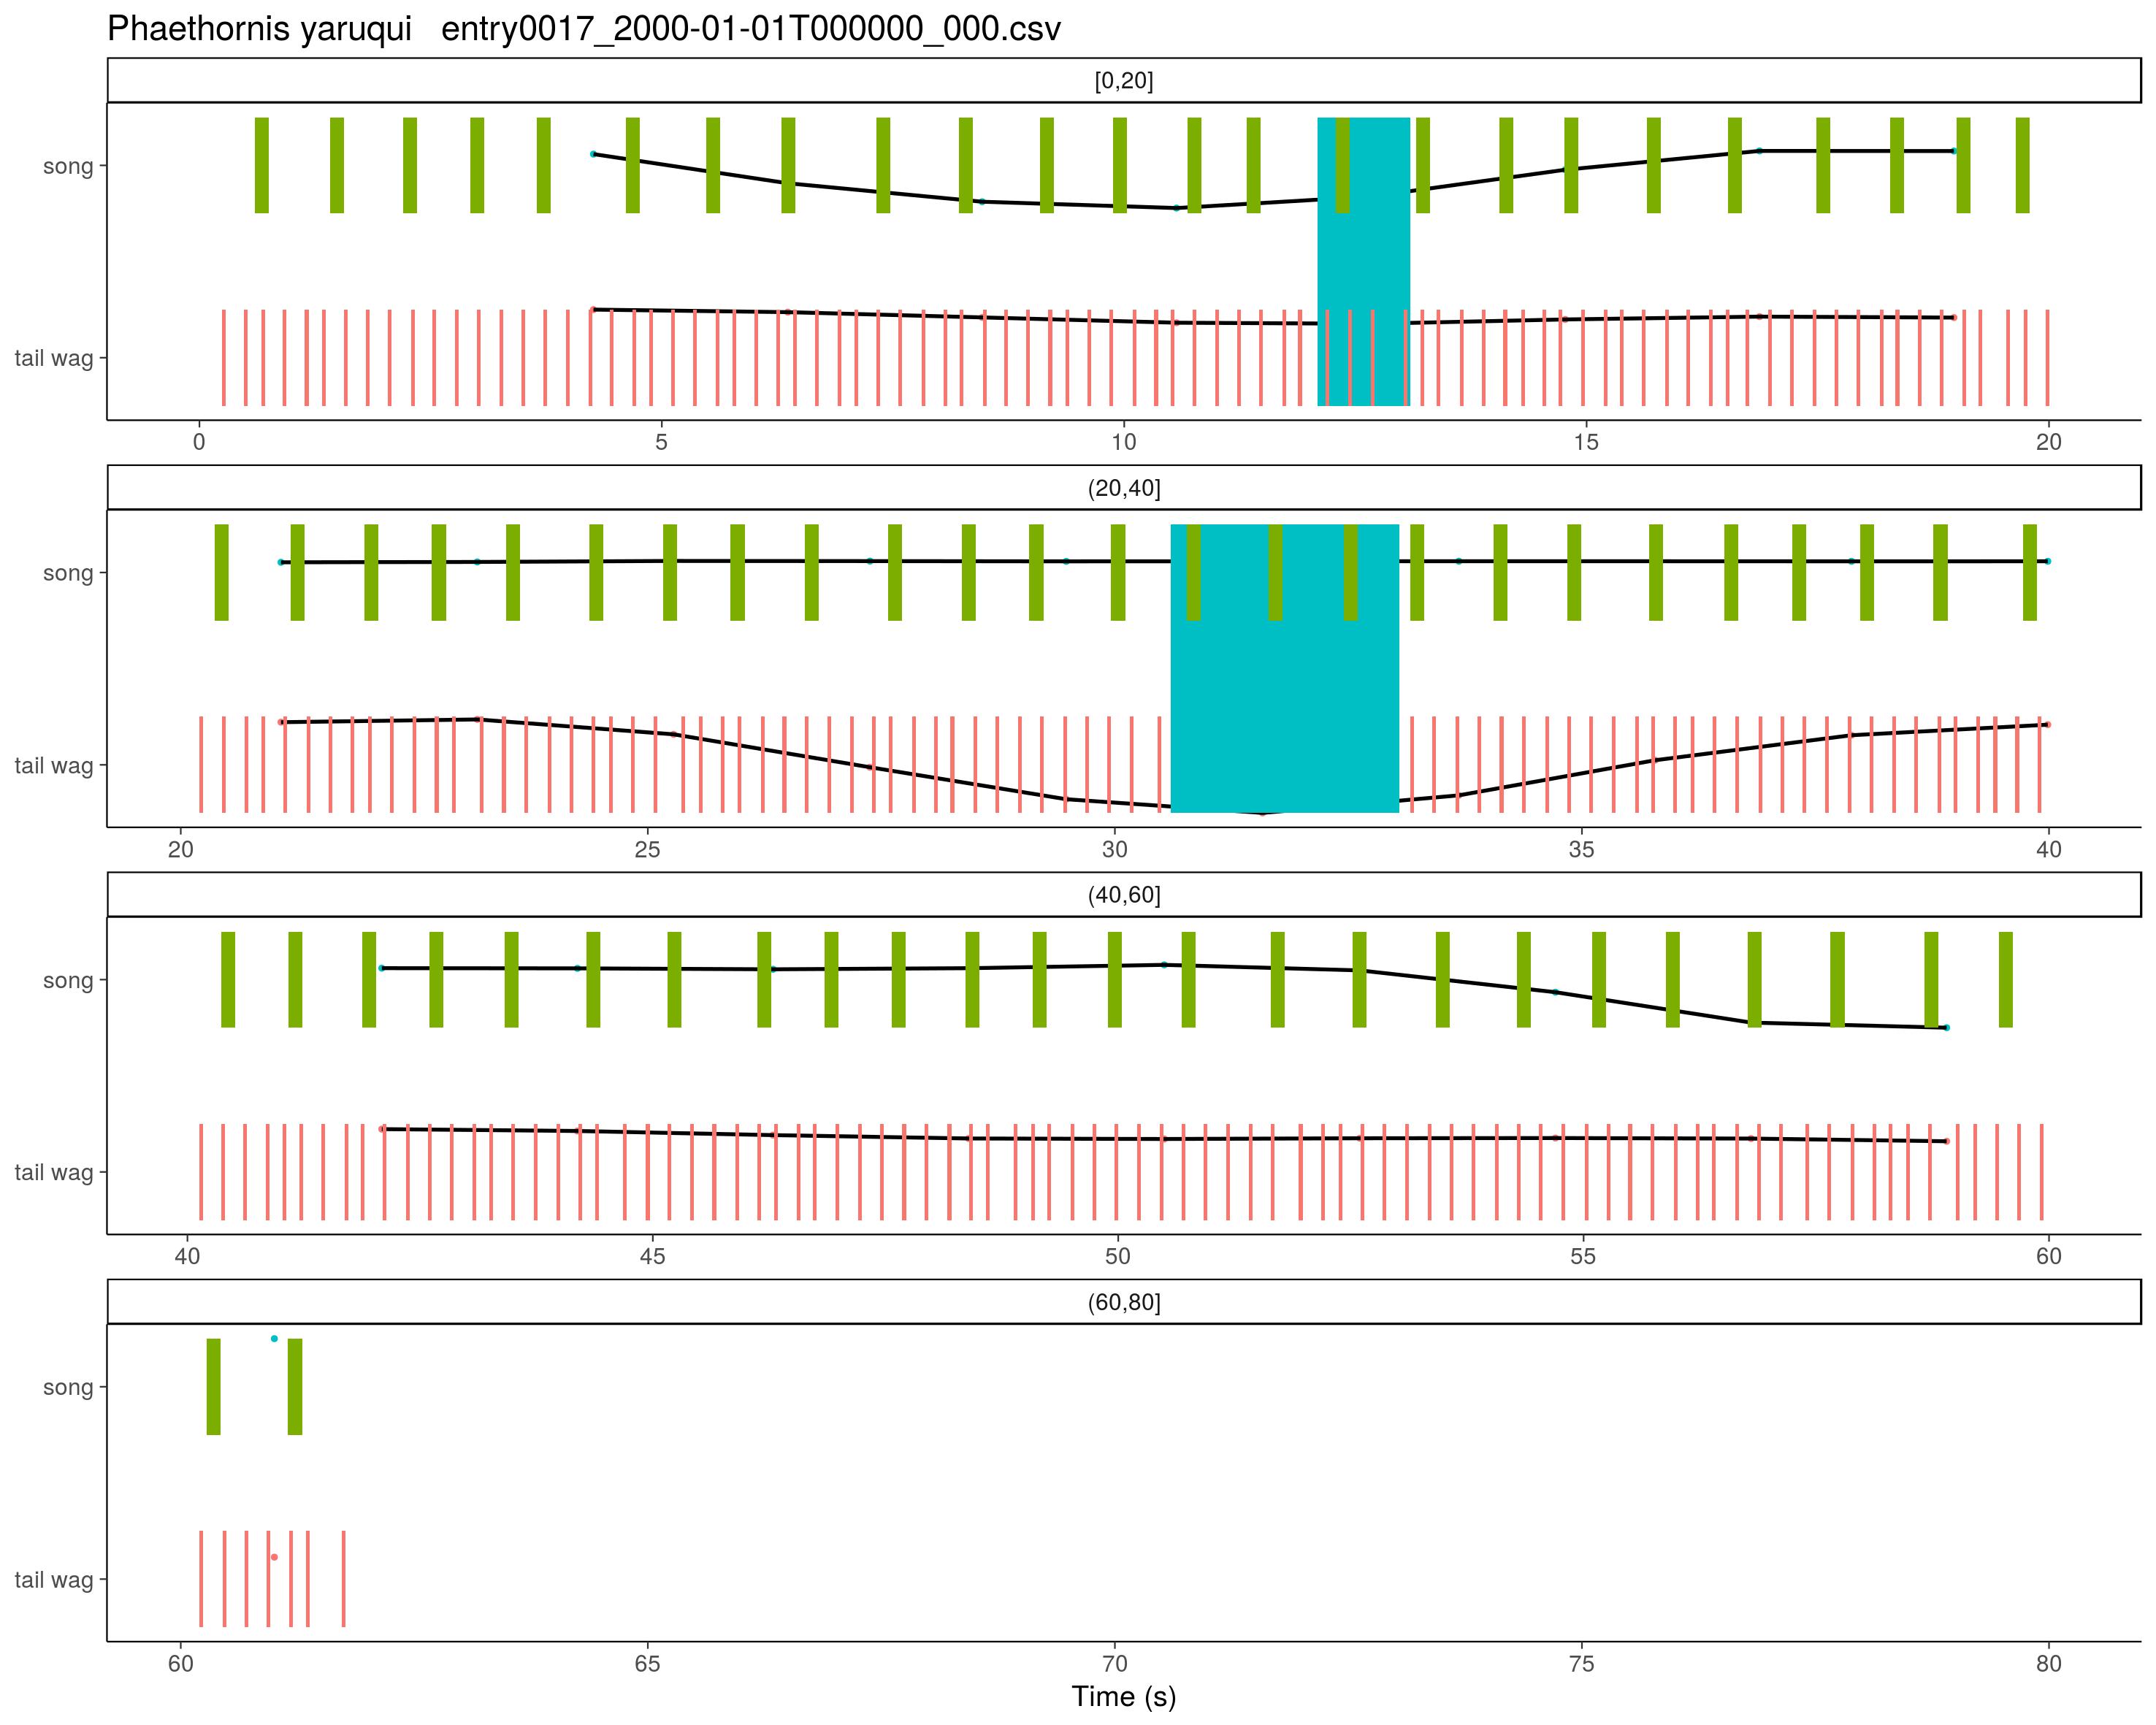 Phaethornis yaruqui   entry0017_2000-01-01T000000_000.csv
[0,20]
song
tail wag
0 5 10 15 20
(20,40]
song
tail wag
20 25 30 35 40
(40,60]
song
tail wag
40 45 50 55 60
(60,80]
song
tail wag
60 65 70 75 80
Time (s)